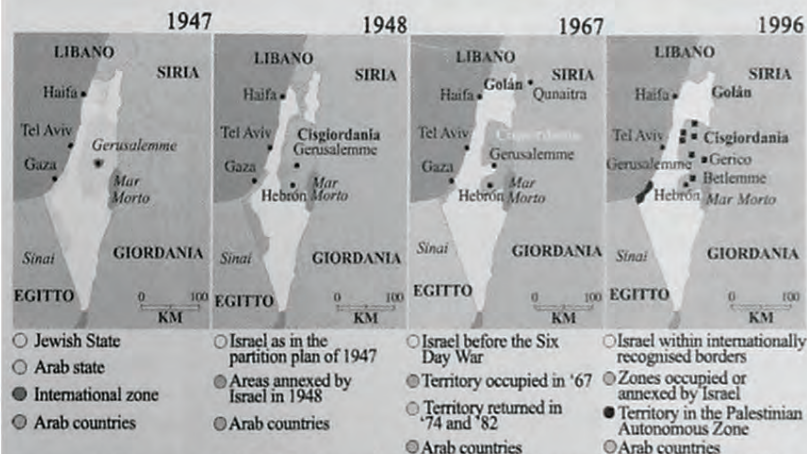 1947
LIBANO
SIRIA
Haifa
Tel Aviv
Gerusalemme
Gaza
Mar
Morto
Sinai
GIORDANIA
EGITTO
0 100
KM
Jewish State
Arab state
International zone
Arab countries
1948
LIBANO
SIRIA
Haifa
Tel Aviv
Cisgiordania
Gerusalemme
Gaza
Mar
Hebrón Morto
Sinai
GIORDANIA
EGITTO
0 100
KM
Israel as in the
partition plan of 1947
Areas annexed by
Israel in 1948
Arab countries
1967
LIBANO
SIRIA
Golán
Haifa
Qunaitra
Tel Aviv
Cisgiordania
Gerusalemme
Gaza
Mar
Hebrón Morto
Sinai
GIORDANIA
EGITTO
0 100
KM
Israel before the Six
Day War
Territory occupied in ‘67
Territory returned in
‘74 and ‘82
Arab countries
1996
LIBANO
SIRIA
Haifa
Golán
Tel Aviv
Cisgiordania
Gerusalemme
Gerico
Betlemme
Hebrón
Mar Morto
Sinai
GIORDANIA
EGITTO
0 100
KM
Israel within internationally
recognised borders
Zones occupied or
annexed by Israel
Territory in the Palestinian
Autonomous Zone
Arab countries